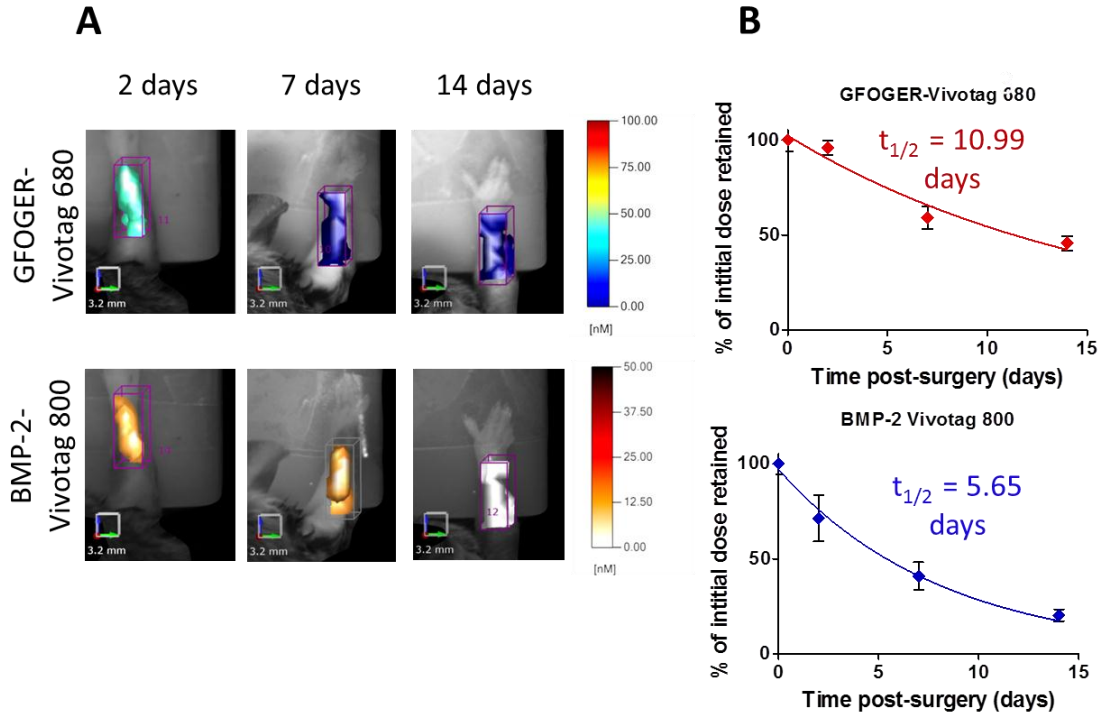 A
B
2 days
7 days
14 days
GFOGER-
Vivotag 680
11
3.2 mm
3.2 mm
3.2 mm
100.00
75.00
50.00
25.00
0.00
[nM]
BMP-2-
Vivotag 800
12
3.2 mm
3.2 mm
3.2 mm
50.00
37.50
25.00
12.50
0.00
[nM]
GFOGER-Vivotag 680
t1/2 = 10.99
days
% of intitial dose retained
100
50
0
0
5
10
15
Time post-surgery (days)
BMP-2 Vivotag 800
t1/2 = 5.65
days
% of intitial dose retained
100
50
0
0
5
10
15
Time post-surgery (days)